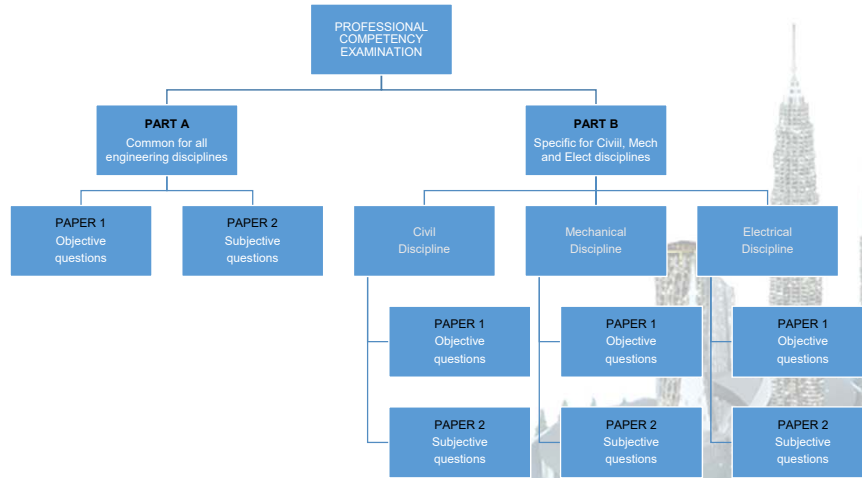 PROFESSIONAL
COMPETENCY
EXAMINATION
PART A
Common for all
engineering disciplines
PART B
Specific for Civiil, Mech
and Elect disciplines
PAPER 1
Objective
questions
PAPER 2
Subjective
questions
Civil
Discipline
Mechanical
Discipline
Electrical
Discipline
PAPER 1
Objective
questions
PAPER 1
Objective
questions
PAPER 1
Objective
questions
PAPER 2
Subjective
questions
PAPER 2
Subjective
questions
PAPER 2
Subjective
questions